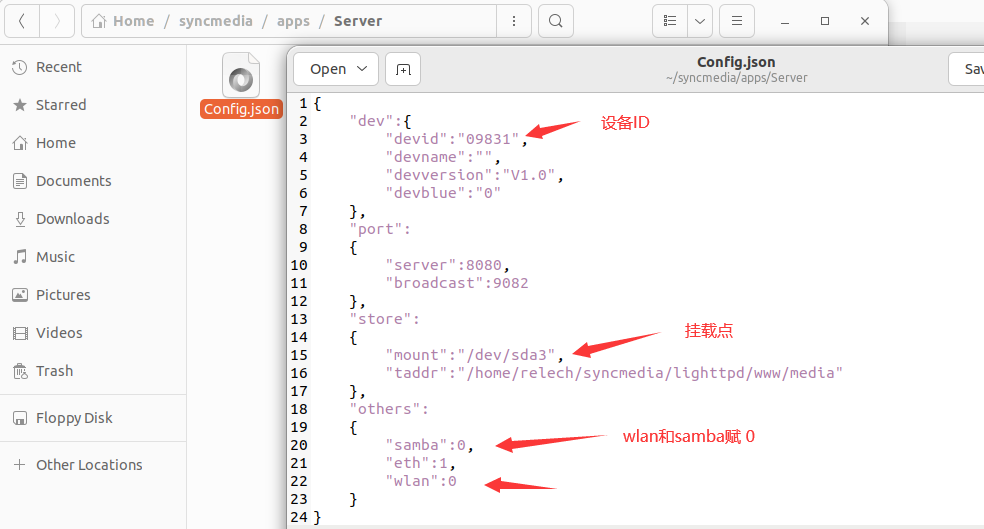 Home / syncmedia / apps / Server
Recent
Starred
Home
Documents
Downloads
Music
Pictures
Videos
Trash
Floppy Disk
Other Locations
Config.json
Open
Config.json
~/syncmedia/apps/Server
Sav
1 {
2 "dev":{
3 "devid":"09831", 设备ID
4 "devname":"",
5 "devversion":"V1.0",
6 "devblue":"0"
7 },
8 "port":
9 {
10 "server":8080,
11 "broadcast":9082
12 },
13 "store":
14 {
15 "mount":"/dev/sda3", 挂载点
16 "taddr":"/home/relech/syncmedia/lighttpd/www/media"
17 },
18 "others":
19 {
20 "samba":0, wlan和samba赋 0
21 "eth":1,
22 "wlan":0
23 }
24 }